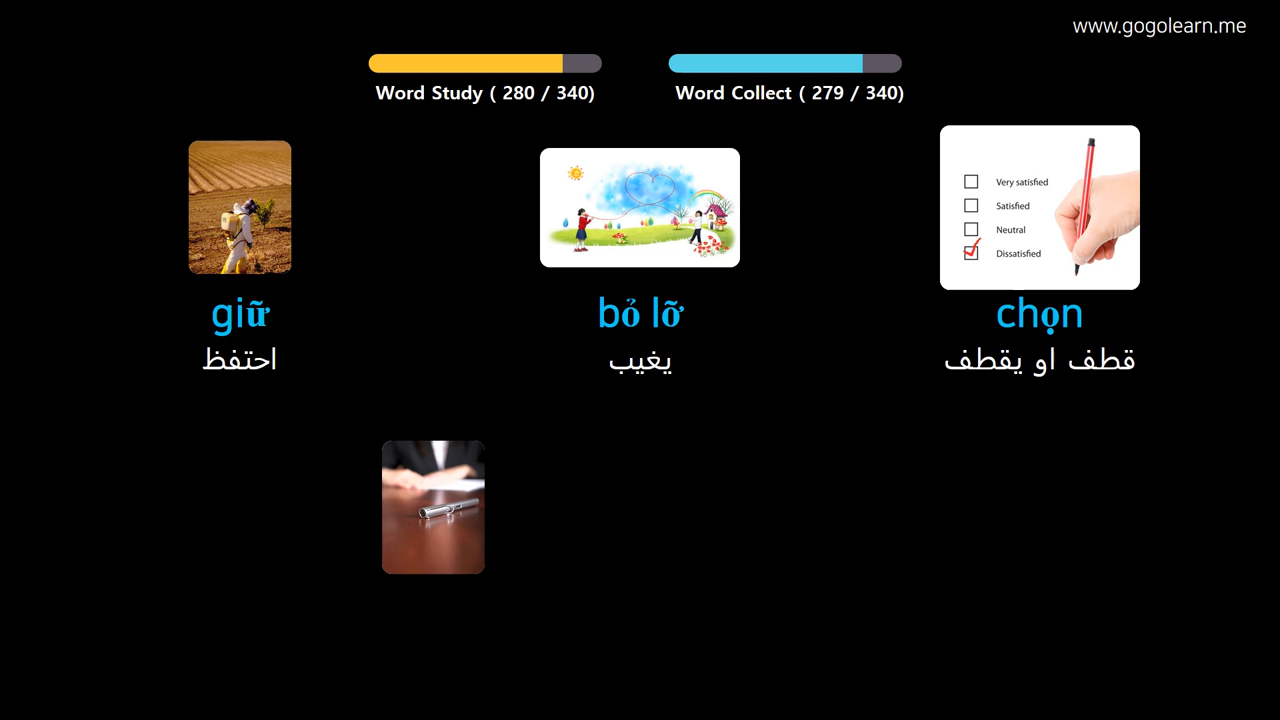 www.gogolearn.me
Word Study ( 280 / 340)
Word Collect ( 279 / 340)
Very satisfied
Satisfied
Neutral
Dissatisfied
giữ
bỏ lỡ
chọn
احتفظ
يغيب
قطف او يقطف